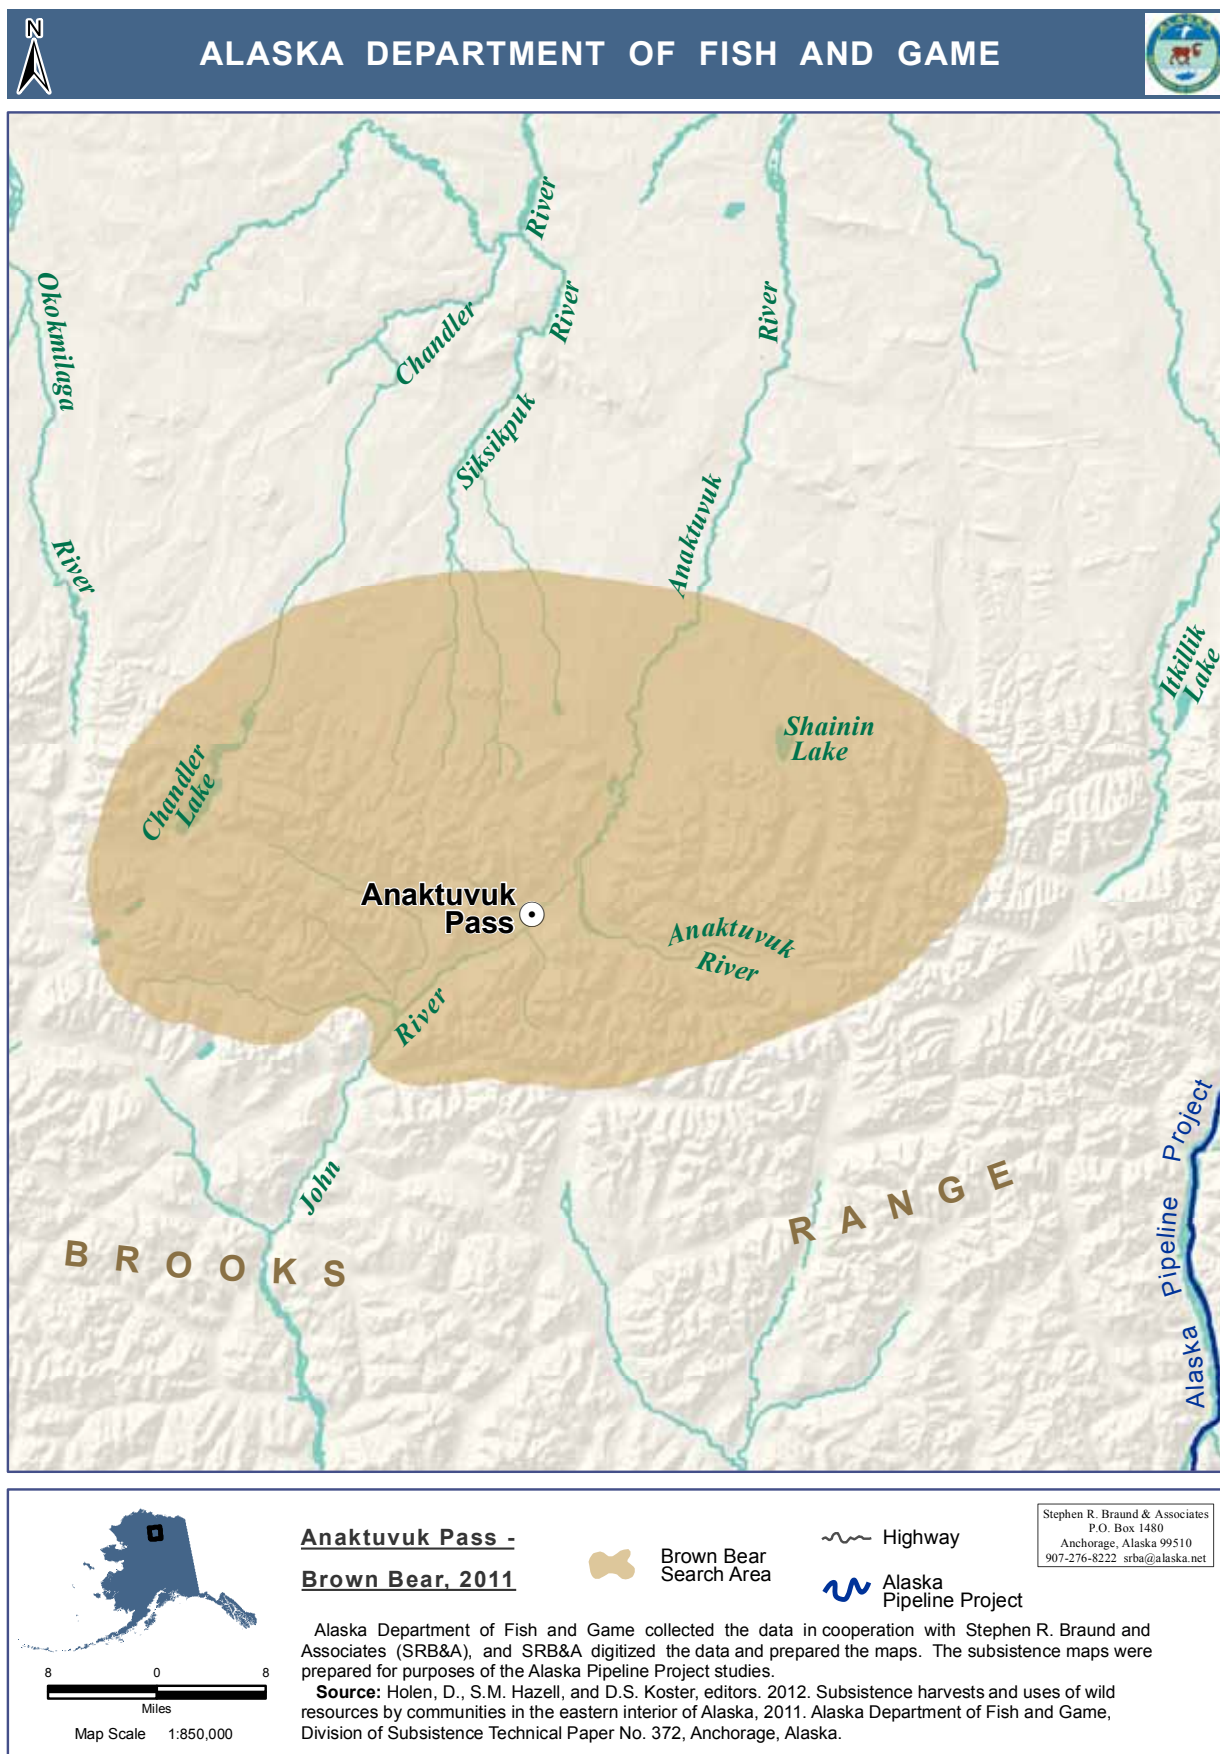 N
ALASKA DEPARTMENT OF FISH AND GAME
River
River
River
Okokmilaga
Chandler
Siksikpuk
Anaktuvuk
River
Itkillik
Lake
Shainin
Lake
Chandler
Lake
Anaktuvuk
Pass
Anaktuvuk
River
River
John
BROOKS
RANGE
Alaska Pipeline Project
Anaktuvuk Pass -
Brown Bear, 2011
Brown Bear
Search Area
Highway
Alaska
Pipeline Project
Stephen R. Braund & Associates
P.O. Box 1480
Anchorage, Alaska 99510
907-276-8222 srba@alaska.net
Alaska Department of Fish and Game collected the data in cooperation with Stephen R. Braund and
Associates (SRB&A), and SRB&A digitized the data and prepared the maps. The subsistence maps were
prepared for purposes of the Alaska Pipeline Project studies.
Source: Holen, D., S.M. Hazell, and D.S. Koster, editors. 2012. Subsistence harvests and uses of wild
resources by communities in the eastern interior of Alaska, 2011. Alaska Department of Fish and Game,
Division of Subsistence Technical Paper No. 372, Anchorage, Alaska.
8 0 8
Miles
Map Scale 1:850,000